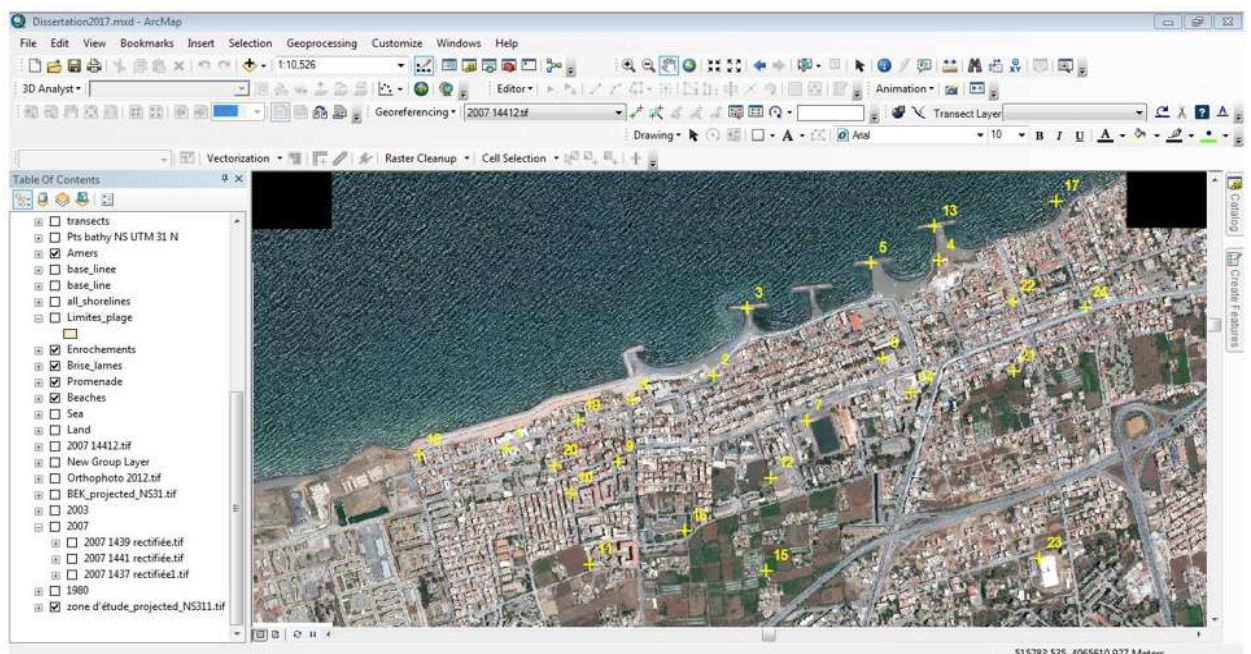 Dissertation2017.mxd - ArcMap
File Edit View Bookmarks Insert Selection Geoprocessing Customize Windows Help
1:10,526
3D Analyst Editor Animation
Georeferencing 2007 14412.tif Transect Layer
Drawing A Arial 10 B I U A
Vectorization Raster Cleanup Cell Selection
Table Of Contents
transects
Pts bathy NS UTM 31 N
Amers
base_linee
base_line
all_shorelines
Limites_plage
Enrochements
Brise_lames
Promenade
Beaches
Sea
Land
2007 14412.tif
New Group Layer
Orthophoto 2012.tif
BEK_projected_NS31.tif
2003
2007
2007 1439 rectifiée.tif
2007 1441 rectifiée.tif
2007 1437 rectifiée1.tif
1980
zone d'étude_projected_NS311.tif
17
13
5
4
3
22
24
2
21
7
9
20
10
12
16
11
15
23
Catalog
Create Features
515783,535 4065610,927 Meters